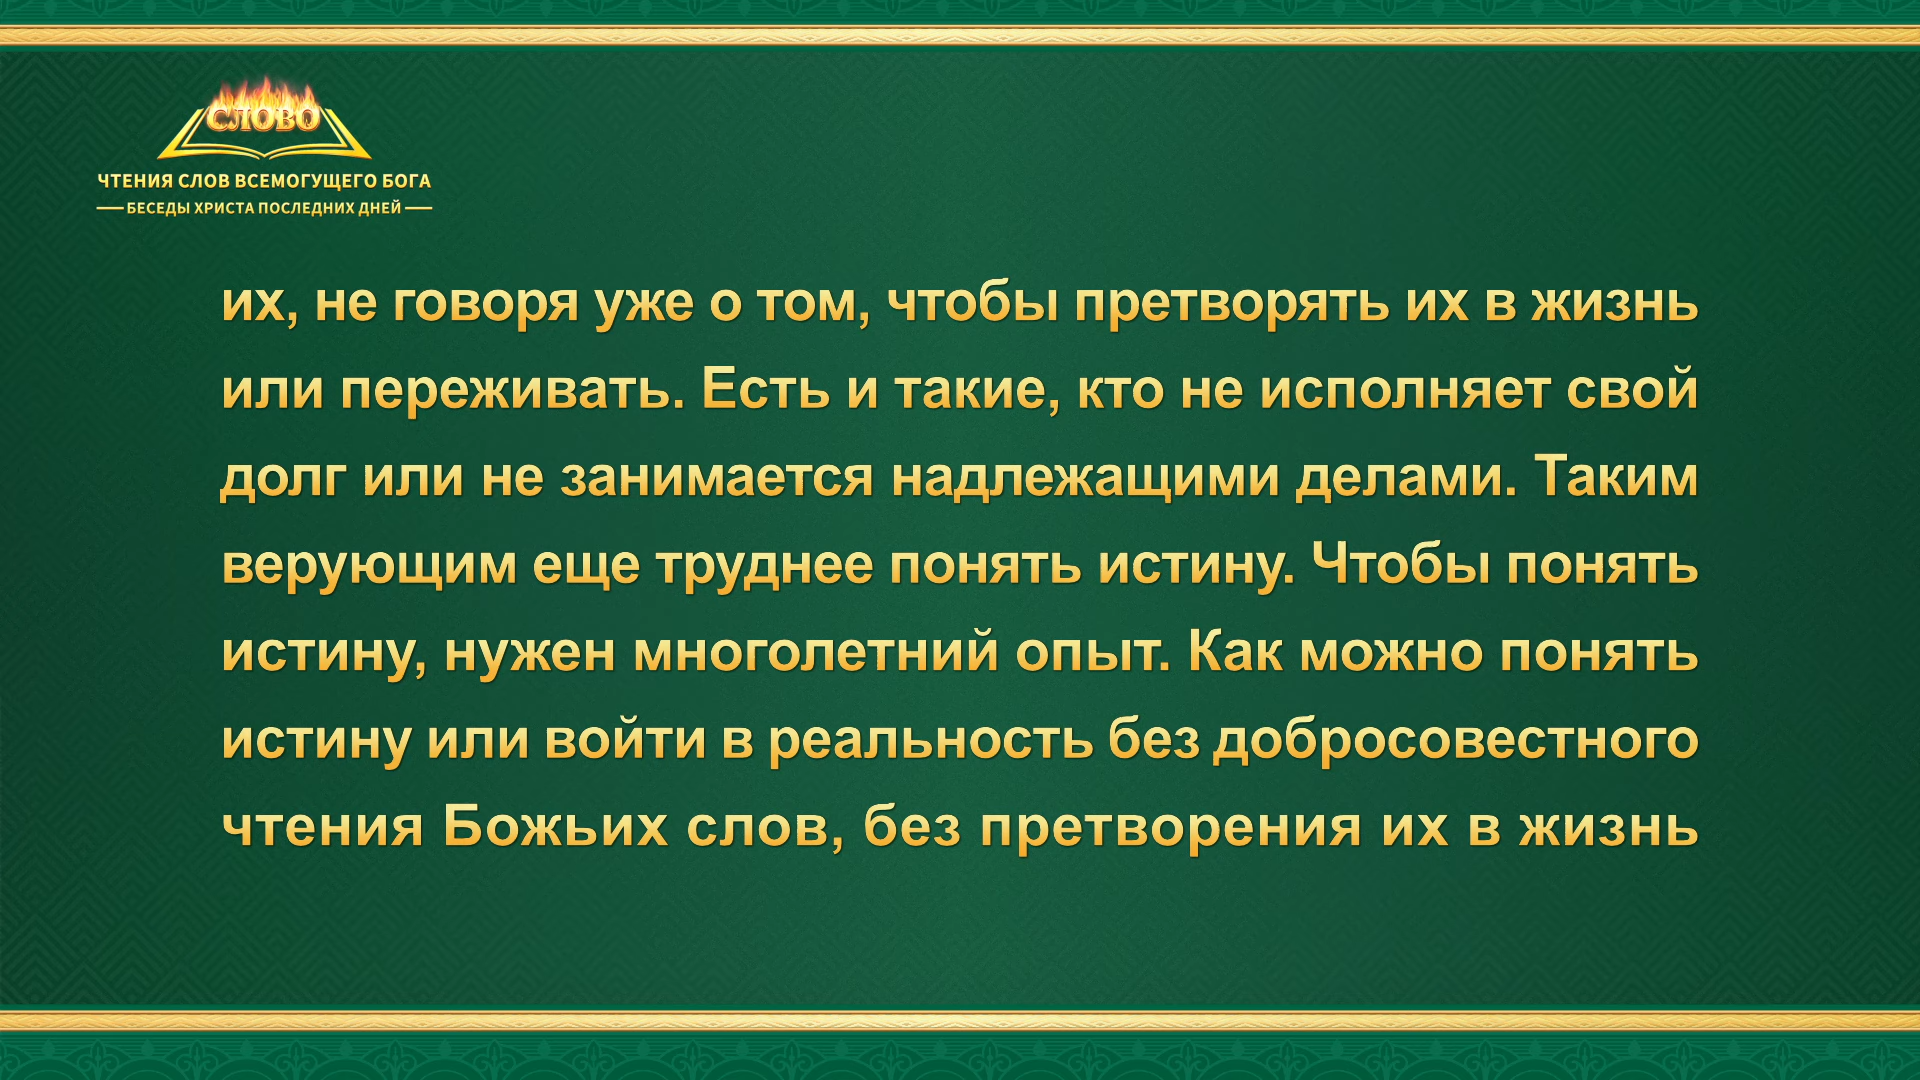 СЛОВО
ЧТЕНИЯ СЛОВ ВСЕМОГУЩЕГО БОГА
БЕСЕДЫ ХРИСТА ПОСЛЕДНИХ ДНЕЙ
их, не говоря уже о том, чтобы претворять их в жизнь
или переживать. Есть и такие, кто не исполняет свой
долг или не занимается надлежащими делами. Таким
верующим еще труднее понять истину. Чтобы понять
истину, нужен многолетний опыт. Как можно понять
истину или войти в реальность без добросовестного
чтения Божьих слов, без претворения их в жизнь